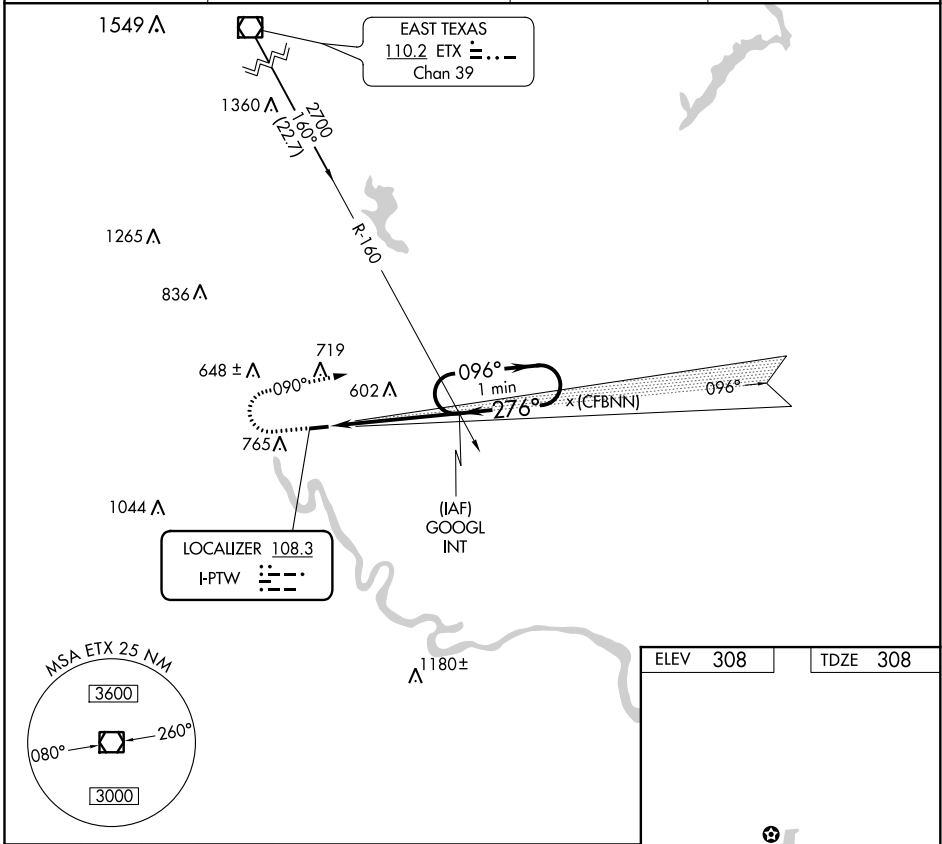 1549
EAST TEXAS
110.2 ETX
Chan 39
1360
2700
160°
(22.7)
R-160
1265
836
719
648 ±
090°
602
096°
1 min
276°
x (CFBNN)
096°
765
1044
(IAF)
GOOGL
INT
LOCALIZER 108.3
I-PTW
1180±
MSA ETX 25 NM
3600
080°
260°
3000
ELEV 308
TDZE 308